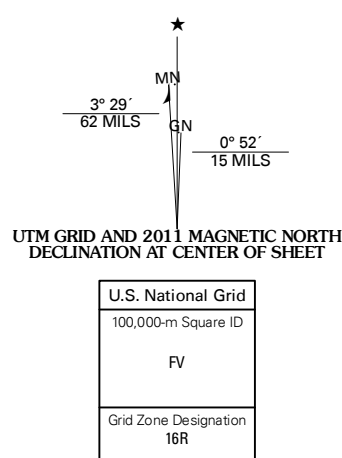 ★
MN
3° 29´
62 MILS
GN
0° 52´
15 MILS
UTM GRID AND 2011 MAGNETIC NORTH
DECLINATION AT CENTER OF SHEET
U.S. National Grid
100,000-m Square ID
FV
Grid Zone Designation
16R